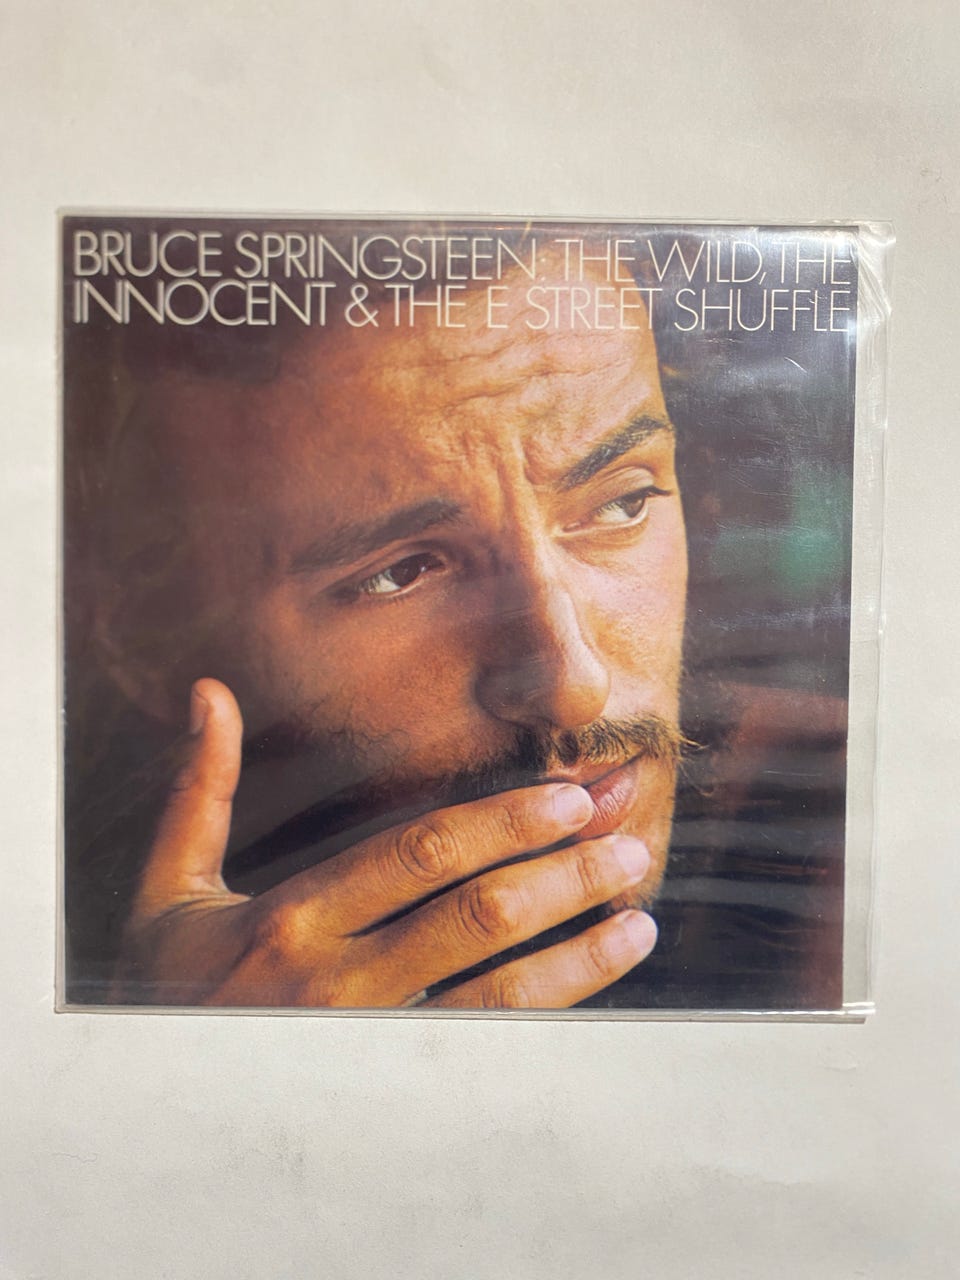 BRUCE SPRINGSTEEN: THE WILD, THE
INNOCENT & THE E STREET SHUFFLE